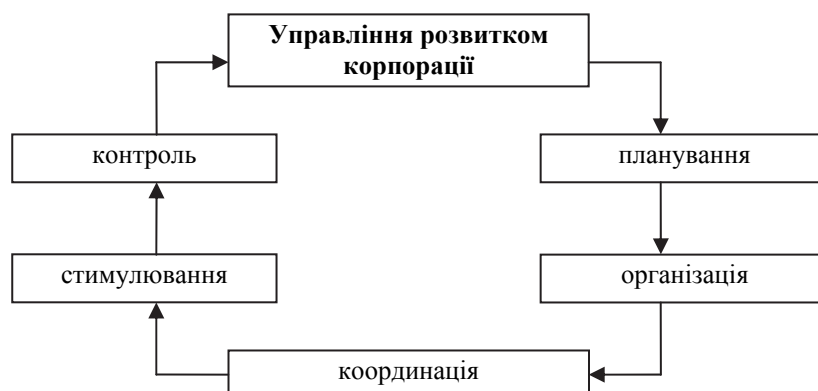 Управління розвитком
корпорації
контроль
планування
стимулювання
організація
координація